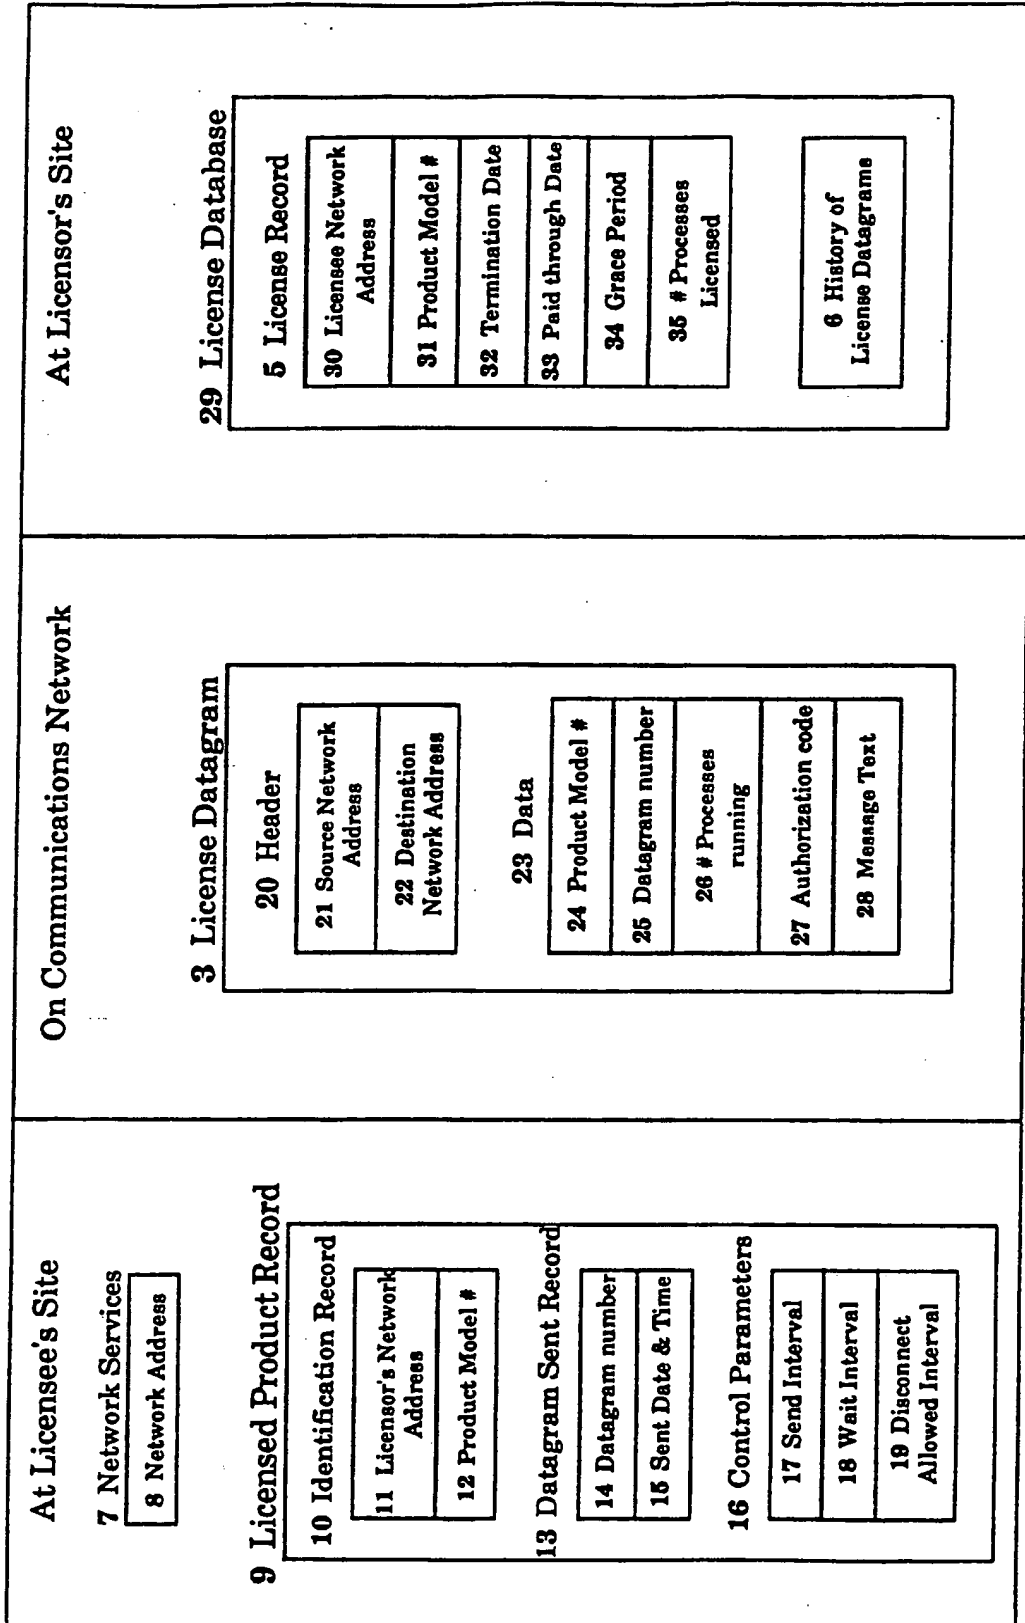 At Licensee's Site
7 Network Services
8 Network Address
9 Licensed Product Record
10 Identification Record
11 Licensor's Network
Address
12 Product Model #
13 Datagram Sent Record
14 Datagram number
15 Sent Date & Time
16 Control Parameters
17 Send Interval
18 Wait Interval
19 Disconnect
Allowed Interval
On Communications Network
3 License Datagram
20 Header
21 Source Network
Address
22 Destination
Network Address
23 Data
24 Product Model #
25 Datagram number
26 # Processes
running
27 Authorization code
28 Message Text
At Licensor's Site
29 License Database
5 License Record
30 Licensee Network
Address
31 Product Model #
32 Termination Date
33 Paid through Date
34 Grace Period
35 # Processes
Licensed
6 History of
License Datagrams